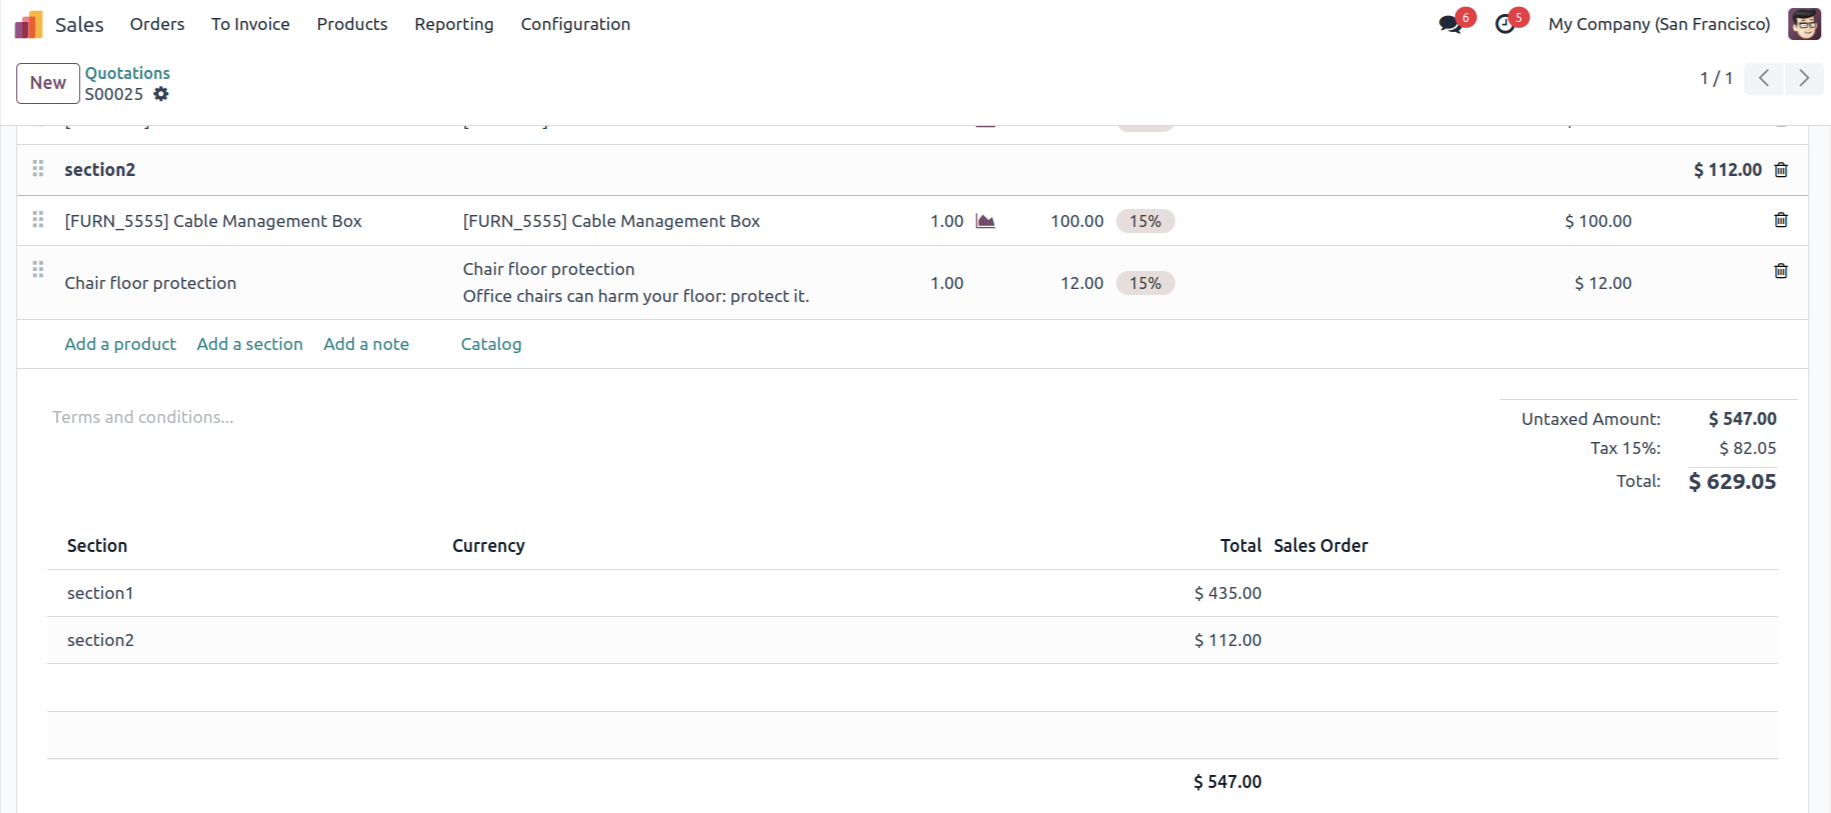 Sales Orders To Invoice Products Reporting Configuration 6 5 My Company (San Francisco)
New Quotations 1 / 1
S00025
section2 $ 112.00
[FURN_5555] Cable Management Box [FURN_5555] Cable Management Box 1.00 100.00 15% $ 100.00
Chair floor protection Chair floor protection 1.00 12.00 15% $ 12.00
Office chairs can harm your floor: protect it.
Add a product Add a section Add a note Catalog
Terms and conditions...
Untaxed Amount: $ 547.00
Tax 15%: $ 82.05
Total: $ 629.05
Section Currency Total Sales Order
section1 $ 435.00
section2 $ 112.00
$ 547.00